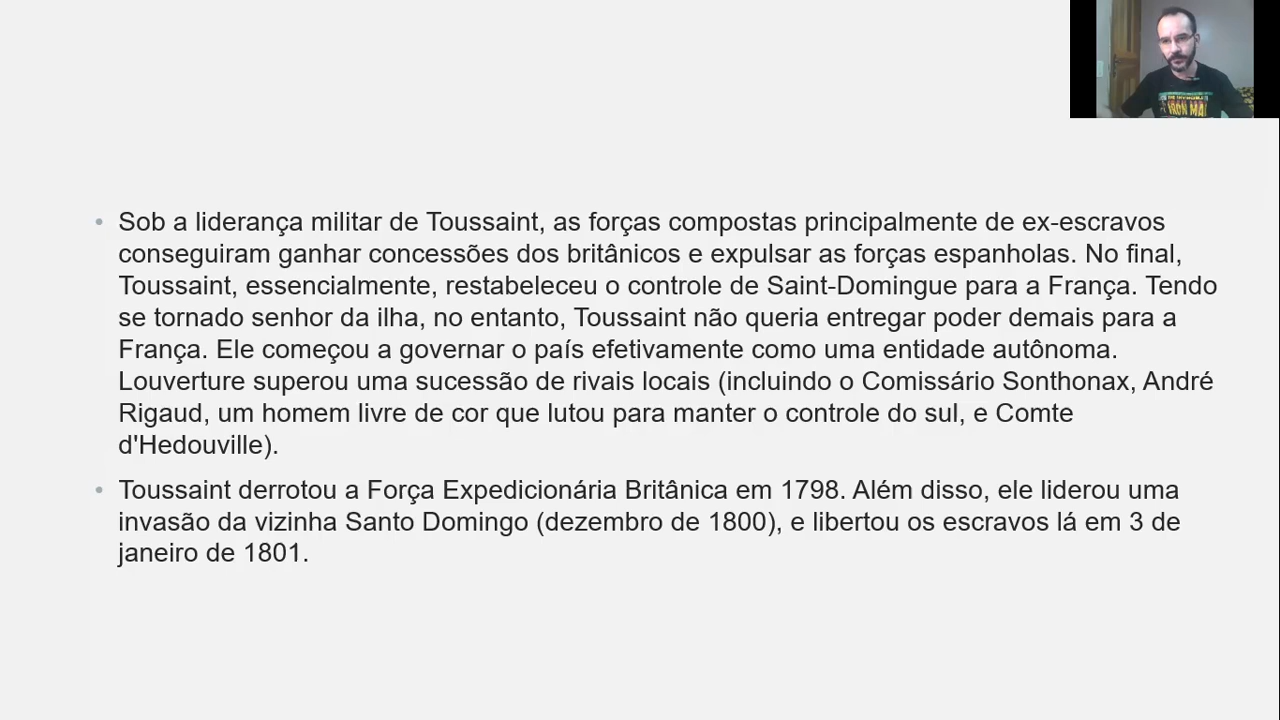 THE INVINCIBLE
IRON MA
Sob a liderança militar de Toussaint, as forças compostas principalmente de ex-escravos
conseguiram ganhar concessões dos britânicos e expulsar as forças espanholas. No final,
Toussaint, essencialmente, restabeleceu o controle de Saint-Domingue para a França. Tendo
se tornado senhor da ilha, no entanto, Toussaint não queria entregar poder demais para a
França. Ele começou a governar o país efetivamente como uma entidade autônoma.
Louverture superou uma sucessão de rivais locais (incluindo o Comissário Sonthonax, André
Rigaud, um homem livre de cor que lutou para manter o controle do sul, e Comte
d'Hedouville).
Toussaint derrotou a Força Expedicionária Britânica em 1798. Além disso, ele liderou uma
invasão da vizinha Santo Domingo (dezembro de 1800), e libertou os escravos lá em 3 de
janeiro de 1801.